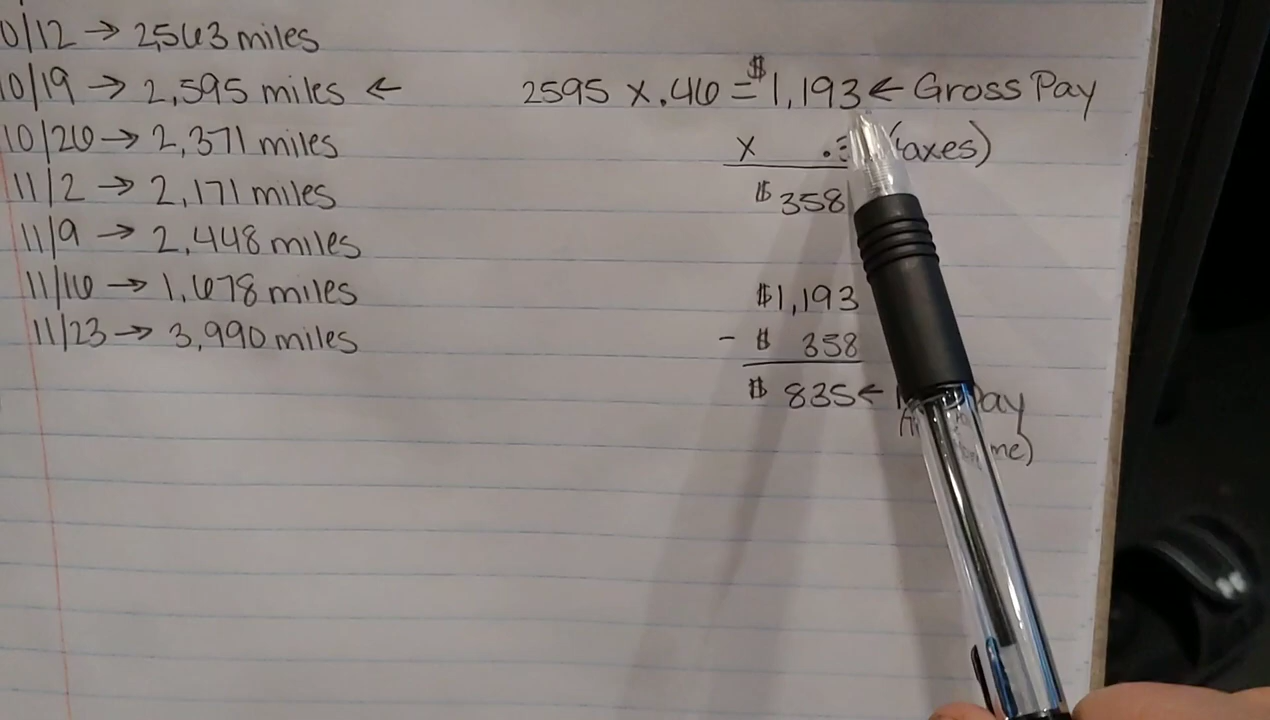 0/12 → 2,563 miles
10/19 → 2,595 miles ←
10/26 → 2,371 miles
11/2 → 2,171 miles
11/9 → 2,448 miles
11/16 → 1,678 miles
11/23 → 3,990 miles
2595 x .46 = $1,193 ← Gross Pay
x (taxes)
$358
$1,193
- $ 358
$ 835 ← Pay